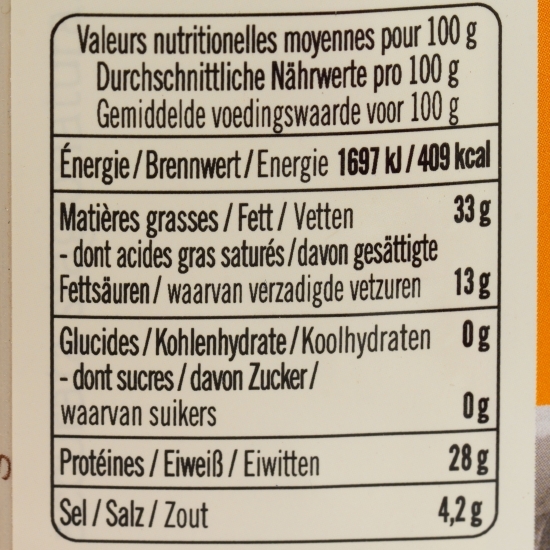 Valeurs nutritionelles moyennes pour 100 g
Durchschnittliche Nährwerte pro 100 g
Gemiddelde voedingswaarde voor 100 g
Énergie / Brennwert / Energie 1697 kJ / 409 kcal
Matières grasses / Fett / Vetten 33 g
- dont acides gras saturés / davon gesättigte
Fettsäuren / waarvan verzadigde vetzuren 13 g
Glucides / Kohlenhydrate / Koolhydraten 0 g
- dont sucres / davon Zucker /
waarvan suikers 0 g
Protéines / Eiweiß / Eiwitten 28 g
Sel / Salz / Zout 4,2 g